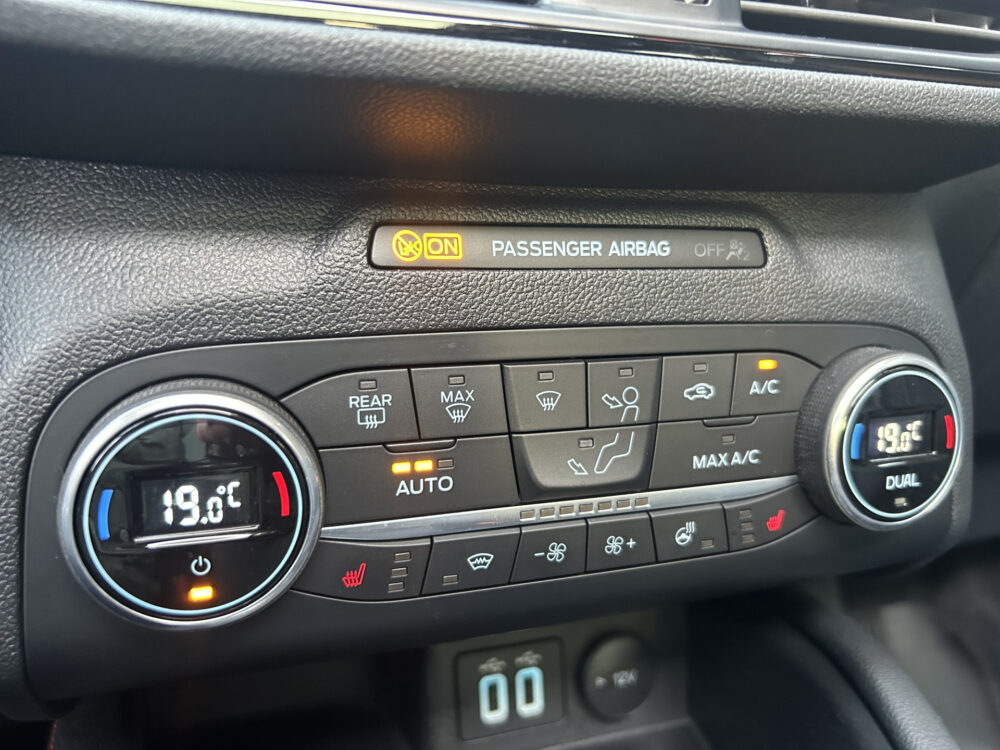 ON PASSENGER AIRBAG OFF
REAR
MAX
A/C
AUTO
MAX A/C
19.0°C
19.0°C
DUAL
- +
12V